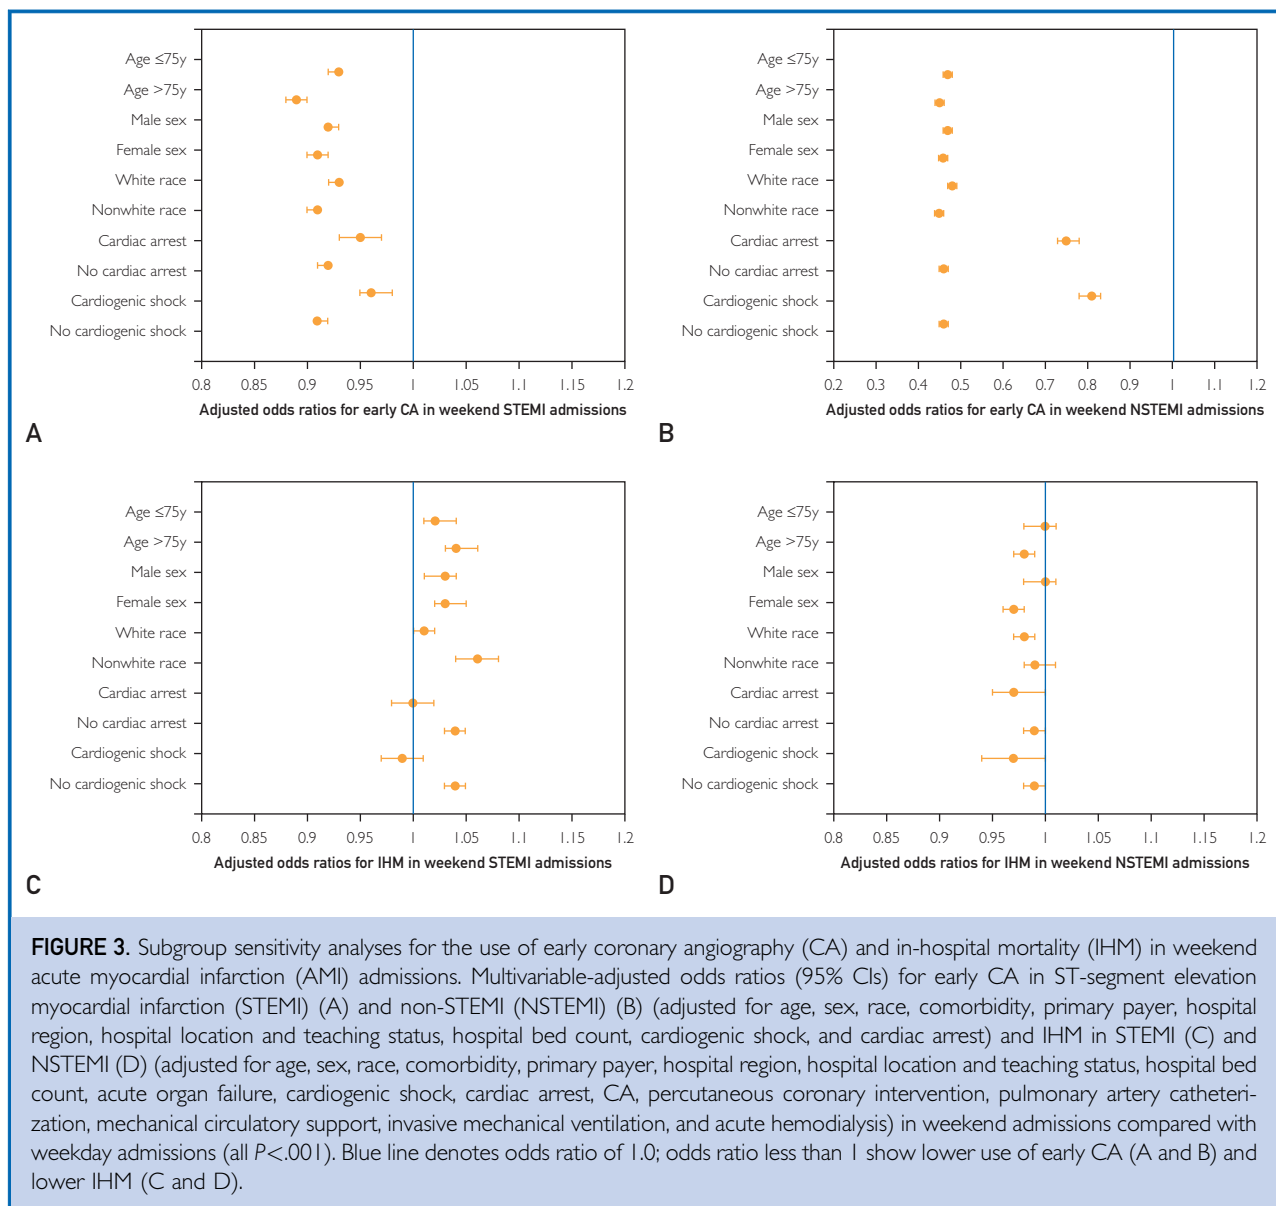 Age ≤75y
Age >75y
Male sex
Female sex
White race
Nonwhite race
Cardiac arrest
No cardiac arrest
Cardiogenic shock
No cardiogenic shock
0.8 0.85 0.9 0.95 1 1.05 1.1 1.15 1.2
Adjusted odds ratios for early CA in weekend STEMI admissions
A
Age ≤75y
Age >75y
Male sex
Female sex
White race
Nonwhite race
Cardiac arrest
No cardiac arrest
Cardiogenic shock
No cardiogenic shock
0.2 0.3 0.4 0.5 0.6 0.7 0.8 0.9 1 1.1 1.2
Adjusted odds ratios for early CA in weekend NSTEMI admissions
B
Age ≤75y
Age >75y
Male sex
Female sex
White race
Nonwhite race
Cardiac arrest
No cardiac arrest
Cardiogenic shock
No cardiogenic shock
0.8 0.85 0.9 0.95 1 1.05 1.1 1.15 1.2
Adjusted odds ratios for IHM in weekend STEMI admissions
C
Age ≤75y
Age >75y
Male sex
Female sex
White race
Nonwhite race
Cardiac arrest
No cardiac arrest
Cardiogenic shock
No cardiogenic shock
0.8 0.85 0.9 0.95 1 1.05 1.1 1.15 1.2
Adjusted odds ratios for IHM in weekend NSTEMI admissions
D
FIGURE 3. Subgroup sensitivity analyses for the use of early coronary angiography (CA) and in-hospital mortality (IHM) in weekend
acute myocardial infarction (AMI) admissions. Multivariable-adjusted odds ratios (95% CIs) for early CA in ST-segment elevation
myocardial infarction (STEMI) (A) and non-STEMI (NSTEMI) (B) (adjusted for age, sex, race, comorbidity, primary payer, hospital
region, hospital location and teaching status, hospital bed count, cardiogenic shock, and cardiac arrest) and IHM in STEMI (C) and
NSTEMI (D) (adjusted for age, sex, race, comorbidity, primary payer, hospital region, hospital location and teaching status, hospital bed
count, acute organ failure, cardiogenic shock, cardiac arrest, CA, percutaneous coronary intervention, pulmonary artery catheteri-
zation, mechanical circulatory support, invasive mechanical ventilation, and acute hemodialysis) in weekend admissions compared with
weekday admissions (all P<.001). Blue line denotes odds ratio of 1.0; odds ratio less than 1 show lower use of early CA (A and B) and
lower IHM (C and D).